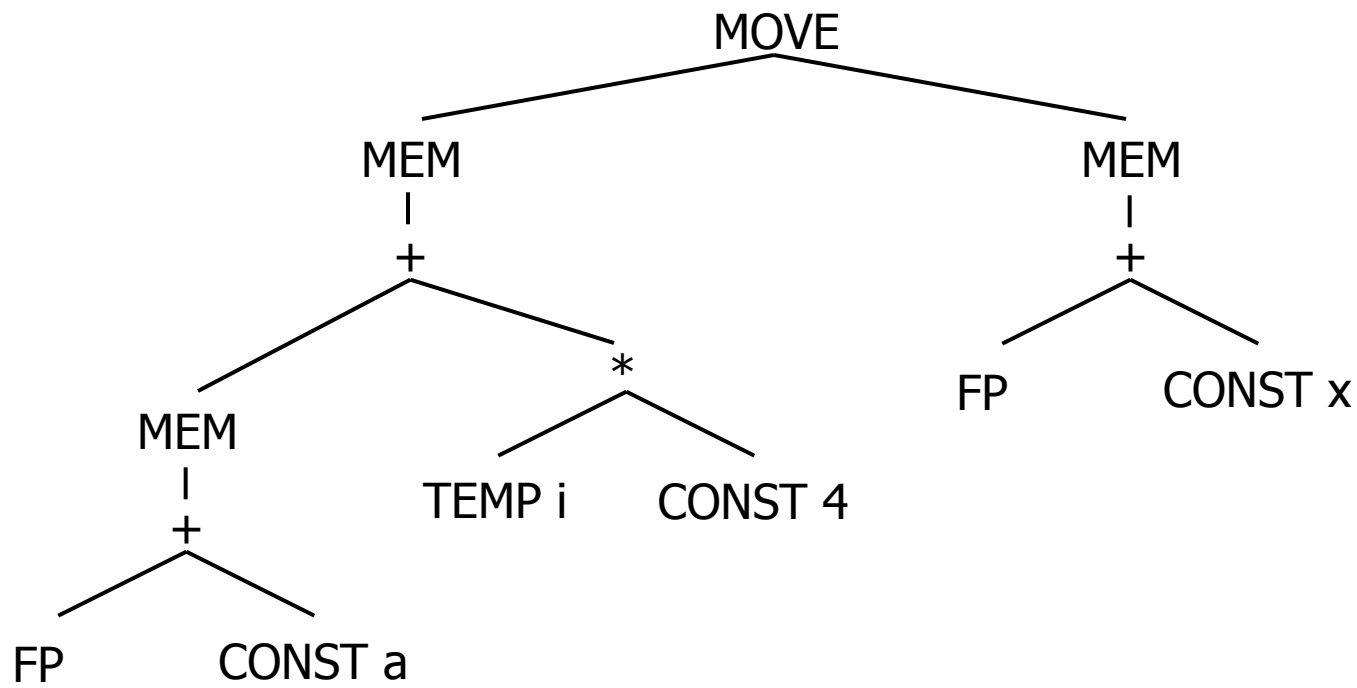 MOVE
MEM MEM
+ +
* FP CONST x
MEM
TEMP i CONST 4
+
FP CONST a